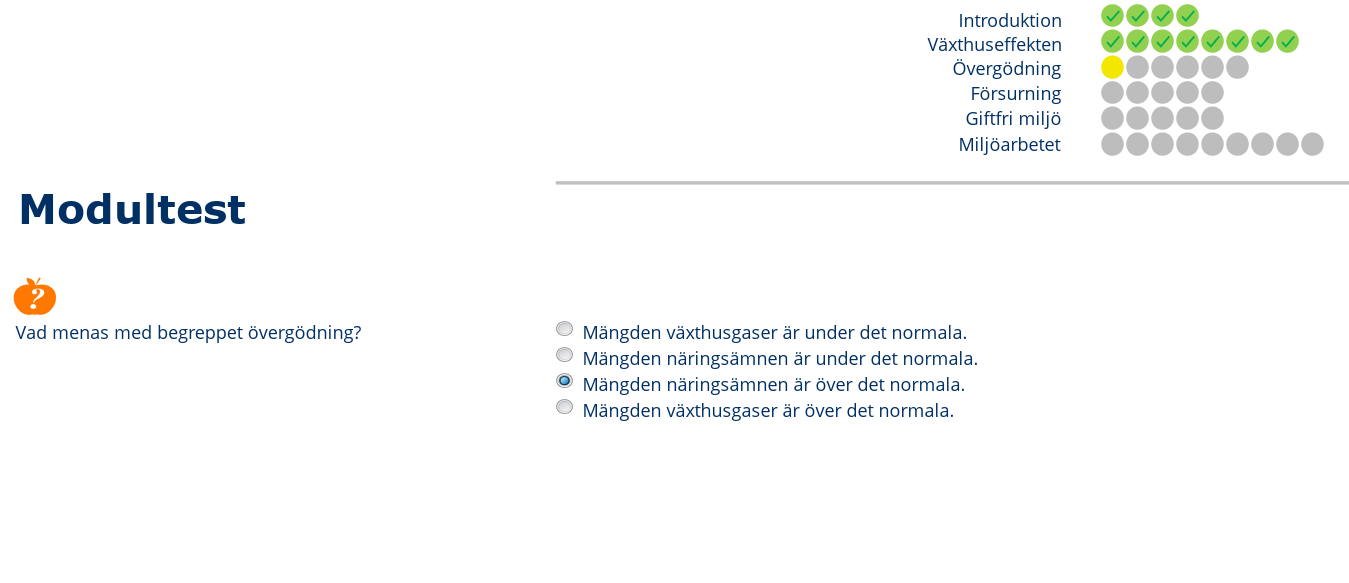 Introduktion
Växthuseffekten
Övergödning
Försurning
Giftfri miljö
Miljöarbetet
Modultest
?
Vad menas med begreppet övergödning?
Mängden växthusgaser är under det normala.
Mängden näringsämnen är under det normala.
Mängden näringsämnen är över det normala.
Mängden växthusgaser är över det normala.